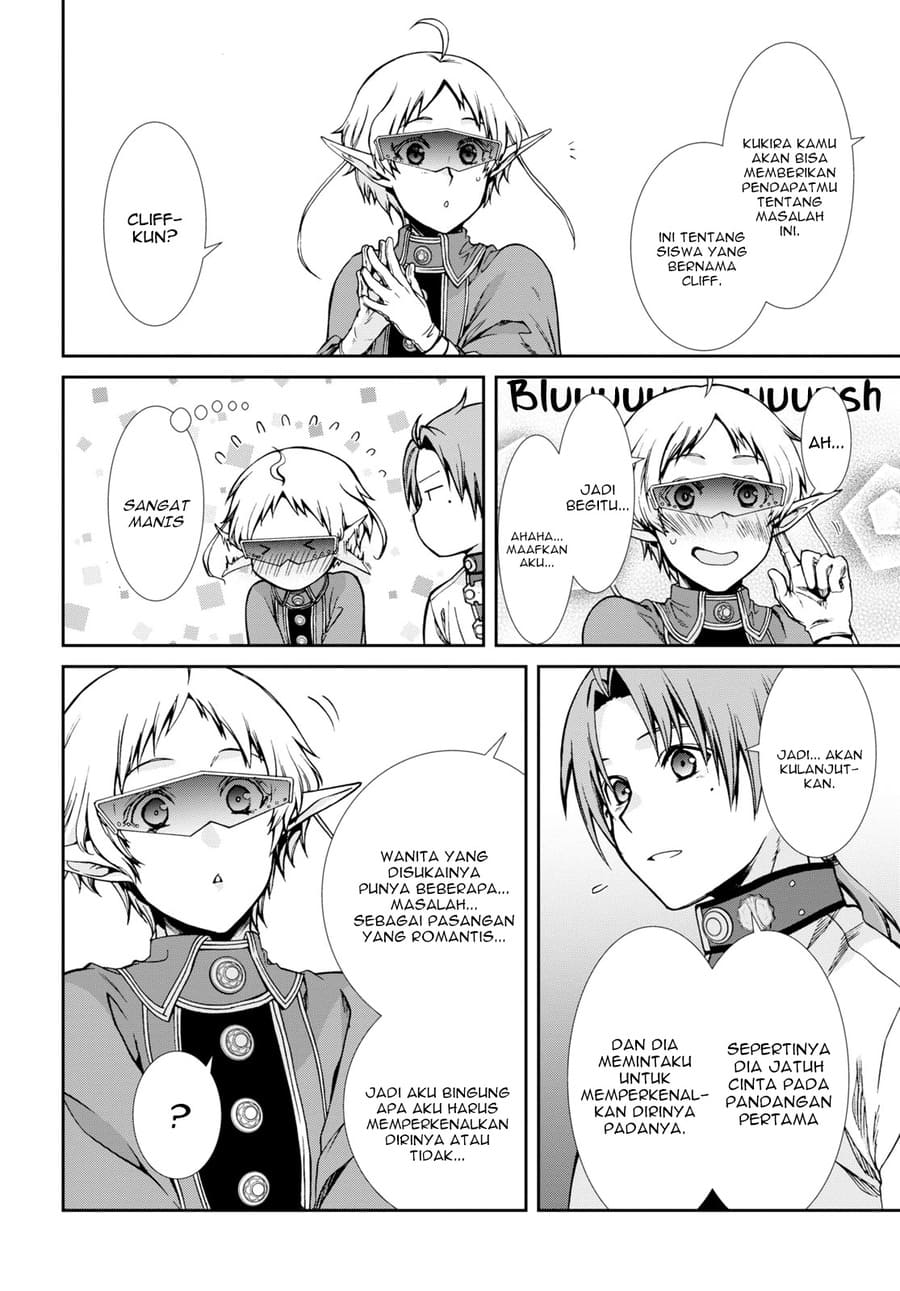 KUKIRA KAMU
AKAN BISA
MEMBERIKAN
PENDAPATMU
TENTANG
MASALAH
INI.
INI TENTANG
SISWA YANG
BERNAMA
CLIFF.
CLIFF-
KUN?
Bluuuuuuuuuuush
AH...
JADI
BEGITU...
AHAHA...
MAAFKAN
AKU...
SANGAT
MANIS
JADI... AKAN
KULANJUT-
KAN.
SEPERTINYA
DIA JATUH
CINTA PADA
PANDANGAN
PERTAMA
DAN DIA
MEMINTAKU
UNTUK
MEMPERKENAL-
KAN DIRINYA
PADANYA.
WANITA YANG
DISUKAINYA
PUNYA BEBERAPA...
MASALAH...
SEBAGAI PASANGAN
YANG ROMANTIS...
JADI AKU BINGUNG
APA AKU HARUS
MEMPERKENALKAN
DIRINYA ATAU
TIDAK...
?